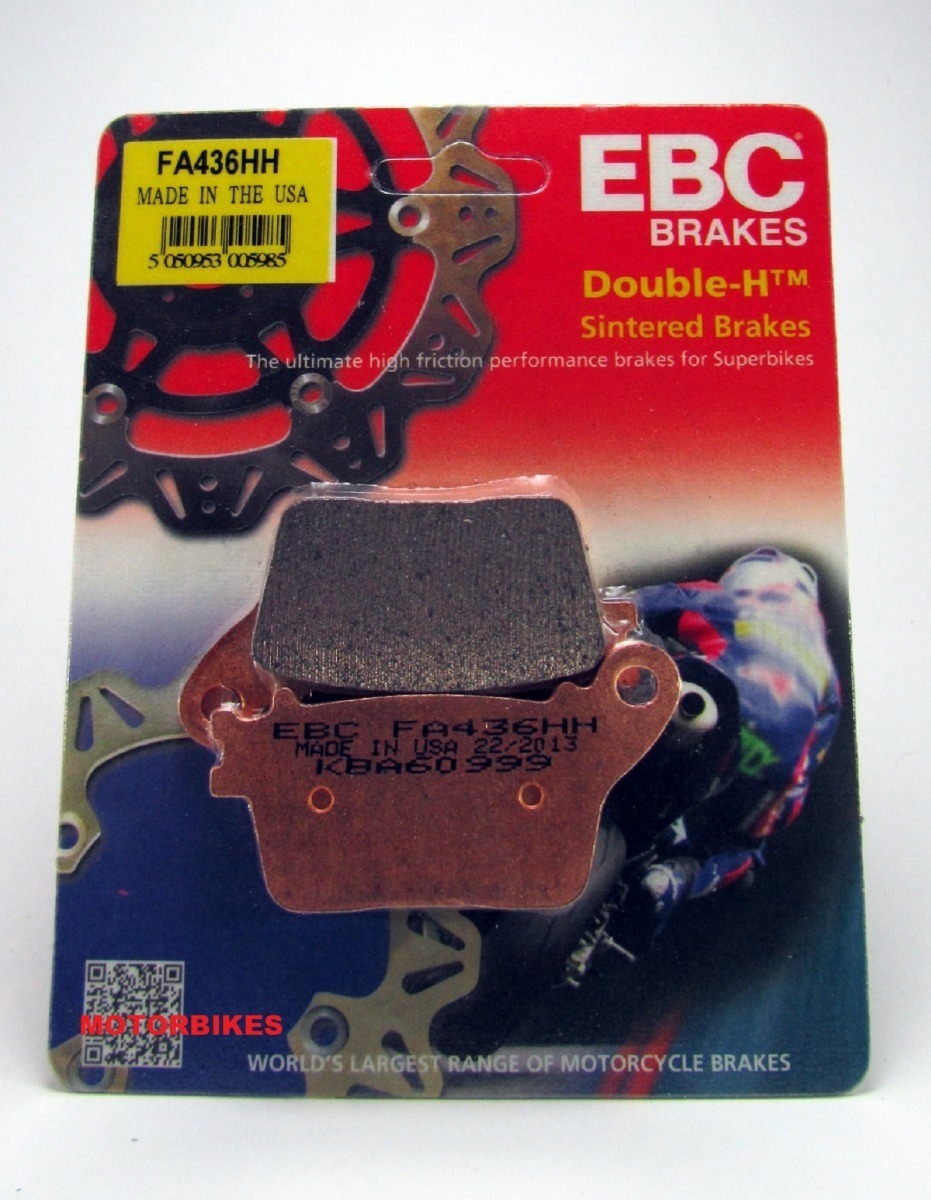 FA436HH
MADE IN THE USA
5 050953 005985
EBC
BRAKES
Double-H™
Sintered Brakes
The ultimate high friction performance brakes for Superbikes
EBC FA436HH
MADE IN USA 22/2013
KBA60999
MOTORBIKES
WORLD'S LARGEST RANGE OF MOTORCYCLE BRAKES